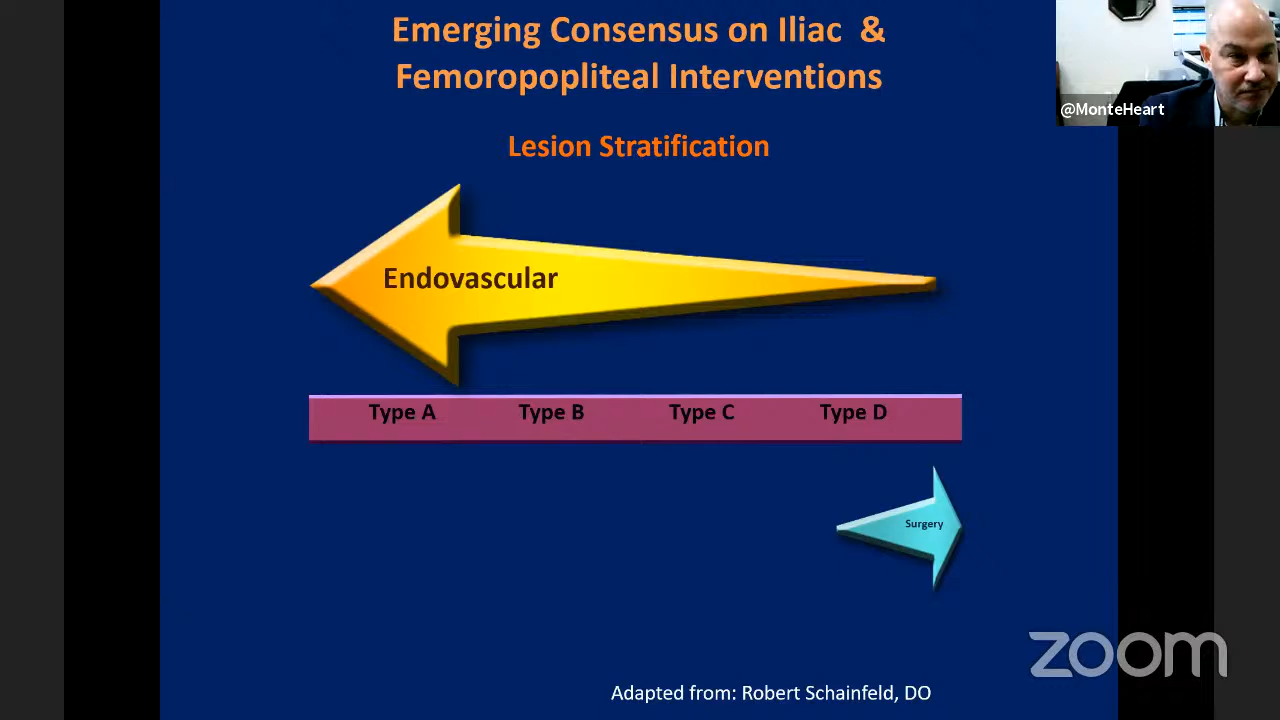 Emerging Consensus on Iliac & 
Femoropopliteal Interventions
@MonteHeart
Lesion Stratification
Endovascular
Type A
Type B
Type C
Type D
Surgery
zoom
Adapted from: Robert Schainfeld, DO